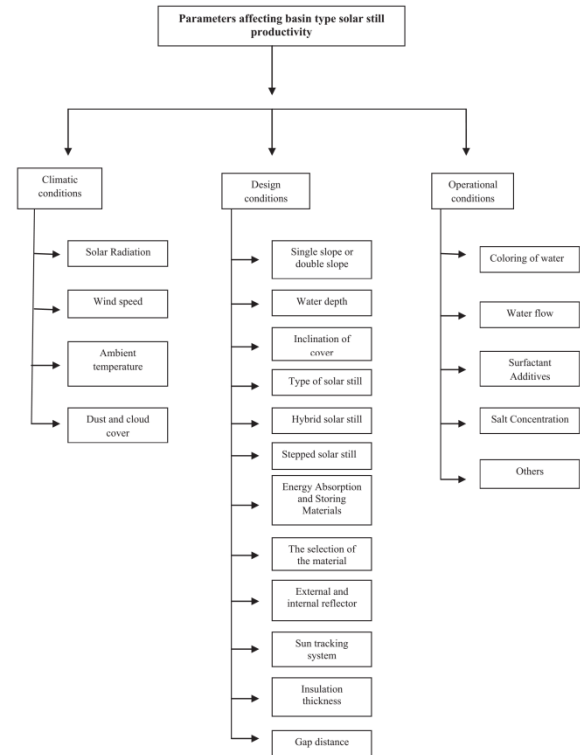 Parameters affecting basin type solar still
productivity
Climatic
conditions
Solar Radiation
Wind speed
Ambient
temperature
Dust and cloud
cover
Design
conditions
Single slope or
double slope
Water depth
Inclination of
cover
Type of solar still
Hybrid solar still
Stepped solar still
Energy Absorption
and Storing
Materials
The selection of
the material
External and
internal reflector
Sun tracking
system
Insulation
thickness
Gap distance
Operational
conditions
Coloring of water
Water flow
Surfactant
Additives
Salt Concentration
Others